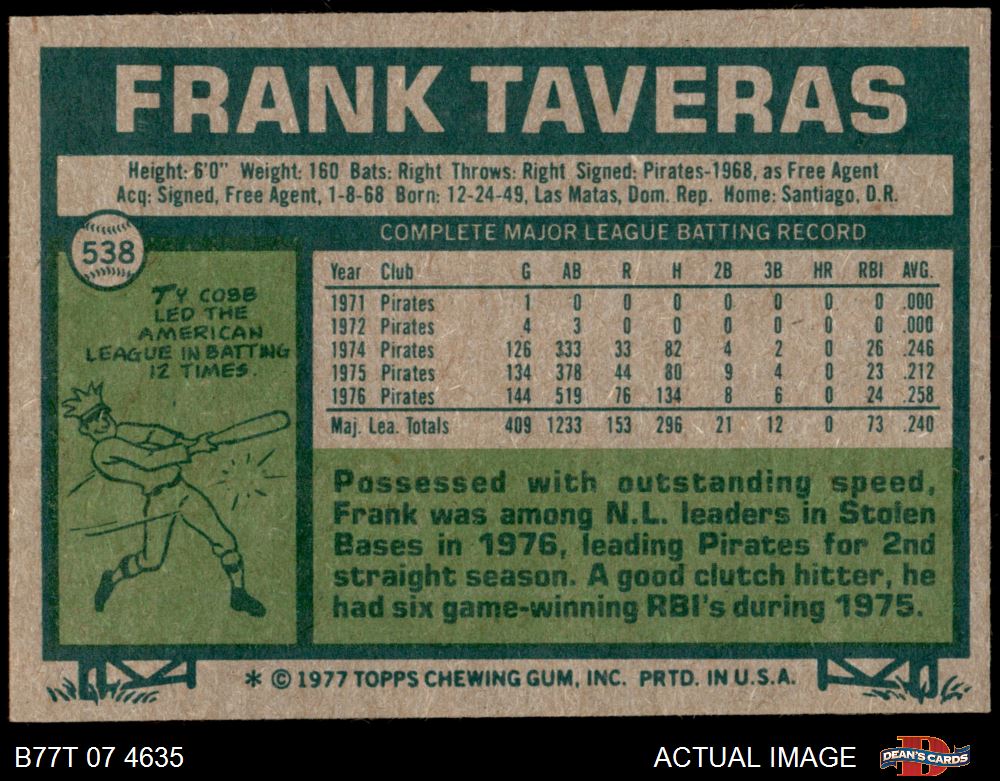 FRANK TAVERAS
Height: 6'0" Weight: 160 Bats: Right Throws: Right Signed: Pirates-1968, as Free Agent
Acq: Signed, Free Agent, 1-8-68 Born: 12-24-49, Las Matas, Dom. Rep. Home: Santiago, D.R.
538
TY COBB
LED THE
AMERICAN
LEAGUE IN BATTING
12 TIMES.
COMPLETE MAJOR LEAGUE BATTING RECORD
Year Club G AB R H 2B 3B HR RBI AVG.
1971 Pirates 1 0 0 0 0 0 0 0 .000
1972 Pirates 4 3 0 0 0 0 0 0 .000
1974 Pirates 126 333 33 82 4 2 0 26 .246
1975 Pirates 134 378 44 80 9 4 0 23 .212
1976 Pirates 144 519 76 134 8 6 0 24 .258
Maj. Lea. Totals 409 1233 153 296 21 12 0 73 .240
Possessed with outstanding speed,
Frank was among N.L. leaders in Stolen
Bases in 1976, leading Pirates for 2nd
straight season. A good clutch hitter, he
had six game-winning RBI's during 1975.
* © 1977 TOPPS CHEWING GUM, INC. PRTD. IN U.S.A.
B77T 07 4635
ACTUAL IMAGE
DEAN'S CARDS